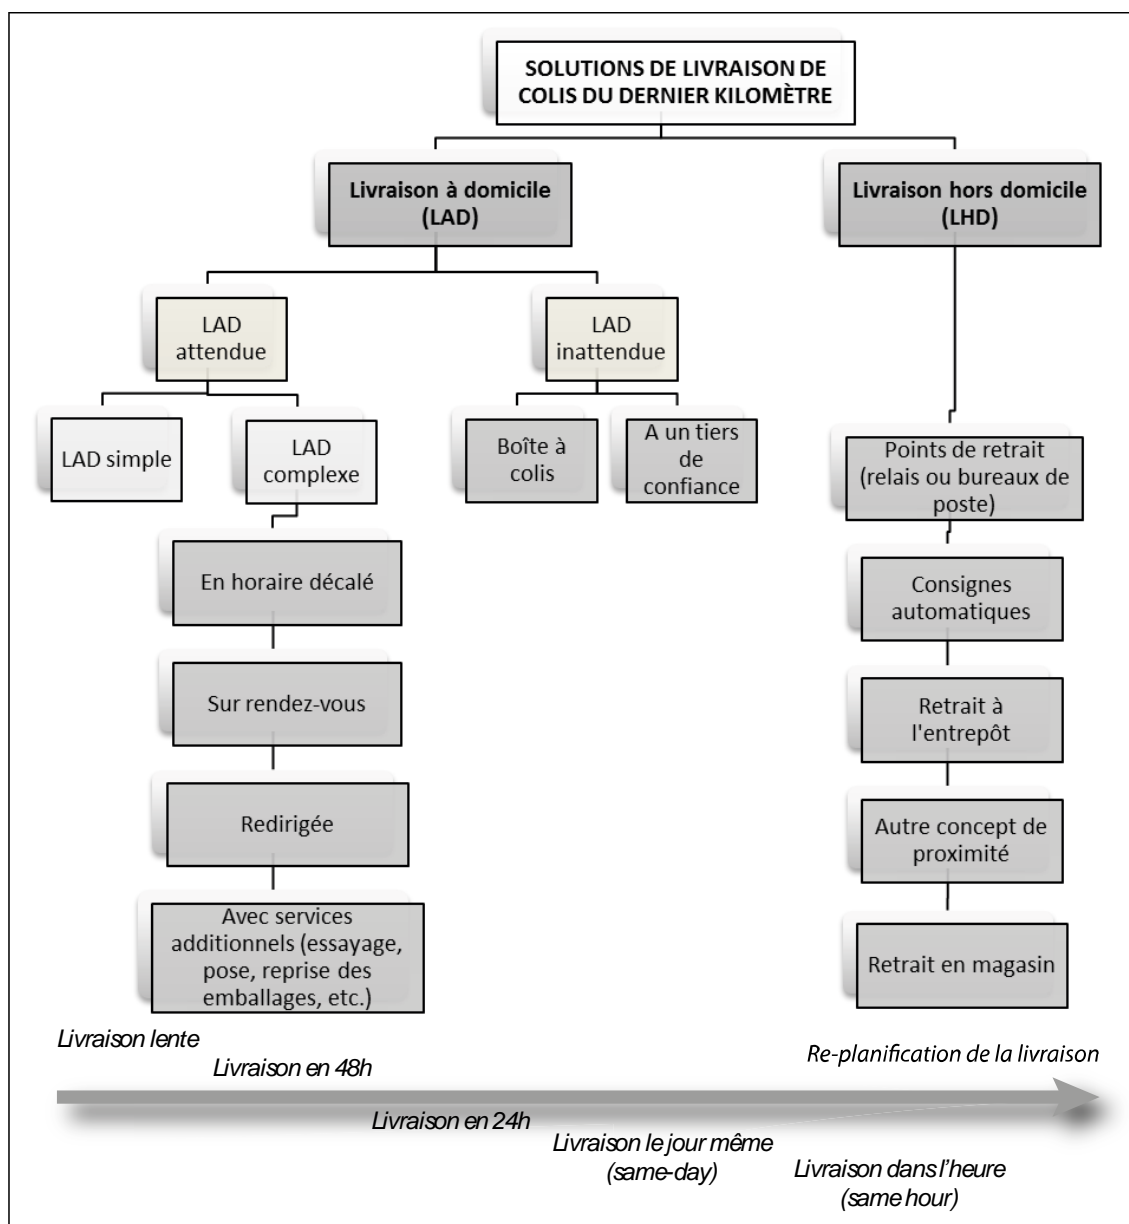 SOLUTIONS DE LIVRAISON DE
COLIS DU DERNIER KILOMÈTRE
Livraison à domicile
(LAD)
Livraison hors domicile
(LHD)
LAD
attendue
LAD
inattendue
LAD simple
LAD
complexe
Boîte à
colis
A un tiers
de
confiance
Points de retrait
(relais ou bureaux de
poste)
En horaire décalé
Consignes
automatiques
Sur rendez-vous
Retrait à
l'entrepôt
Redirigée
Autre concept de
proximité
Avec services
additionnels (essayage,
pose, reprise des
emballages, etc.)
Retrait en magasin
Livraison lente
Livraison en 48h
Re-planification de la livraison
Livraison en 24h
Livraison le jour même
(same-day)
Livraison dans l’heure
(same hour)